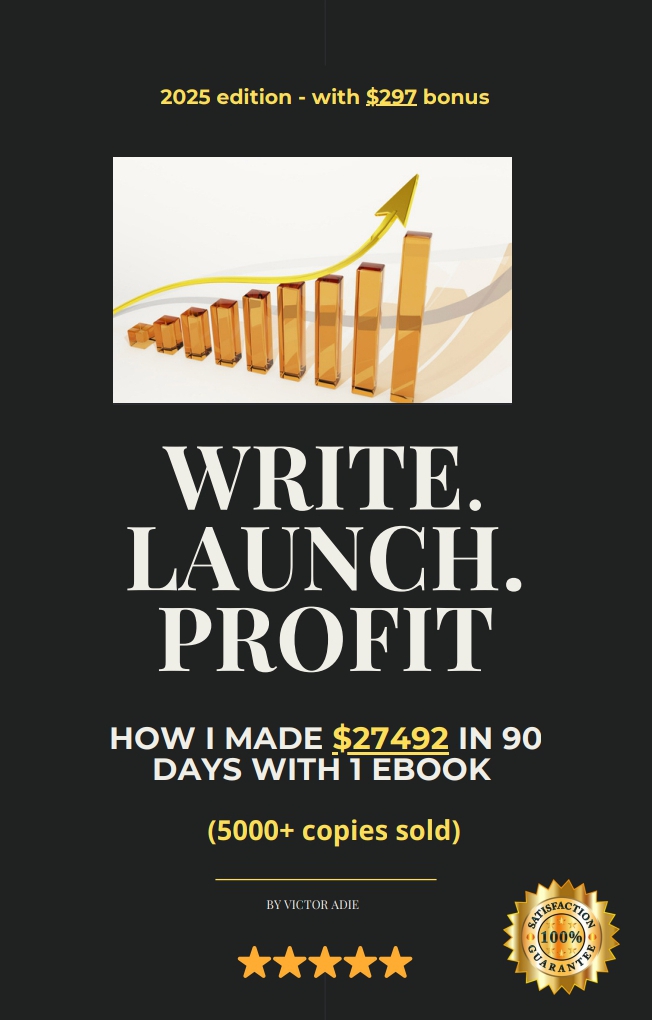 2025 edition - with $297 bonus
WRITE.
LAUNCH.
PROFIT
HOW I MADE $27492 IN 90
DAYS WITH 1 EBOOK
(5000+ copies sold)
BY VICTOR ADIE
SATISFACTION
100%
GUARANTEE